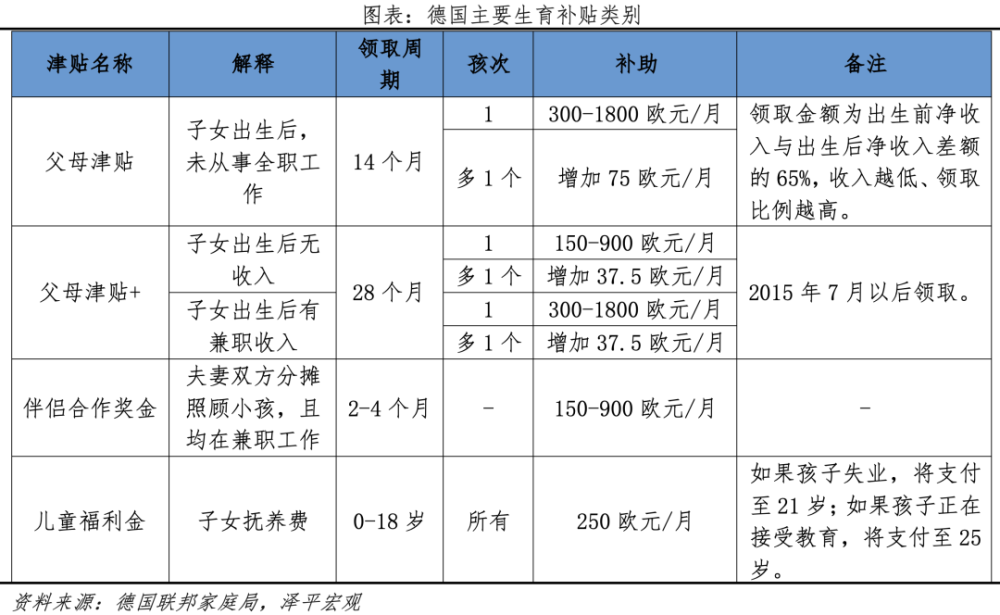 图表：德国主要生育补贴类别
津贴名称
解释
领取周
期
孩次
补助
备注
父母津贴
子女出生后，
未从事全职工
作
14 个月
1
300-1800 欧元/月
多 1 个
增加 75 欧元/月
领取金额为出生前净收
入与出生后净收入差额
的 65%，收入越低、领取
比例越高。
父母津贴+
子女出生后无
收入
28 个月
1
150-900 欧元/月
多 1 个
增加 37.5 欧元/月
子女出生后有
兼职收入
1
300-1800 欧元/月
多 1 个
增加 37.5 欧元/月
2015 年 7 月以后领取。
伴侣合作奖金
夫妻双方分摊
照顾小孩，且
均在兼职工作
2-4 个月
-
150-900 欧元/月
-
儿童福利金
子女抚养费
0-18 岁
所有
250 欧元/月
如果孩子失业，将支付
至 21 岁；如果孩子正在
接受教育，将支付至 25
岁。
资料来源：德国联邦家庭局，泽平宏观